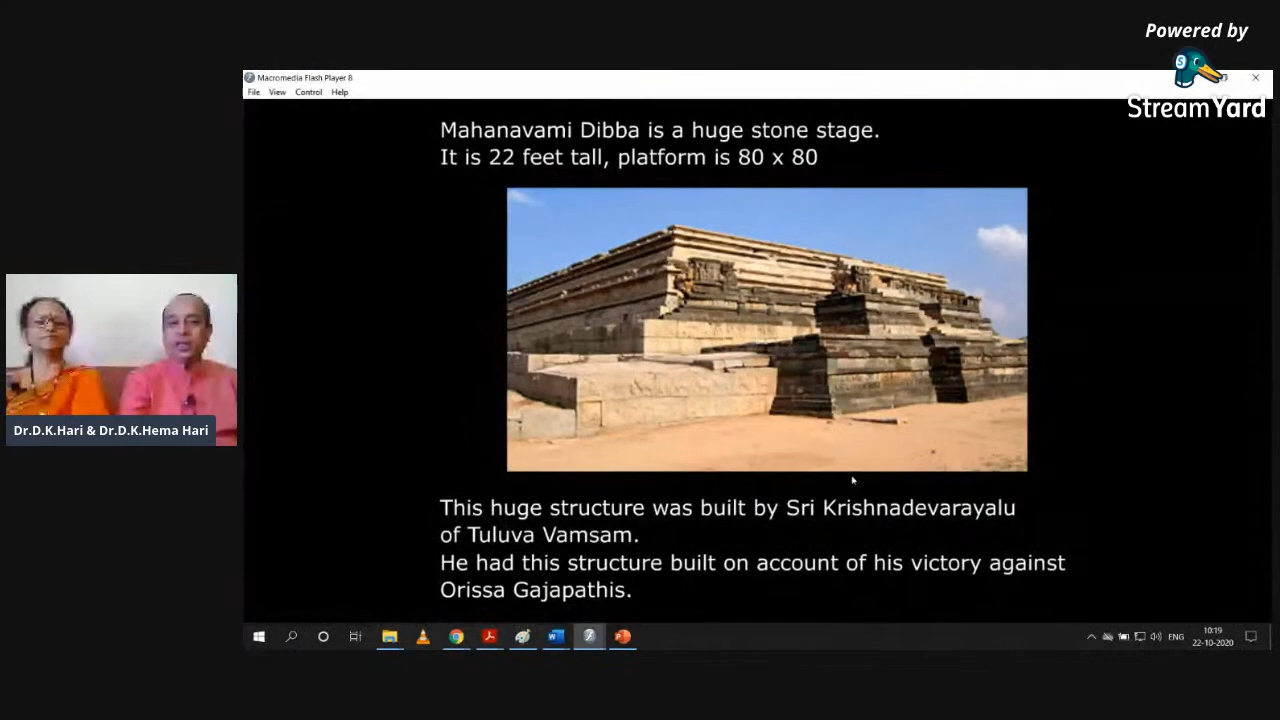 Powered by
StreamYard
Macromedia Flash Player 8
File View Control Help
Mahanavami Dibba is a huge stone stage.
It is 22 feet tall, platform is 80 x 80
Dr.D.K.Hari & Dr.D.K.Hema Hari
This huge structure was built by Sri Krishnadevarayalu
of Tuluva Vamsam.
He had this structure built on account of his victory against
Orissa Gajapathis.
ENG
10:19
22-10-2020